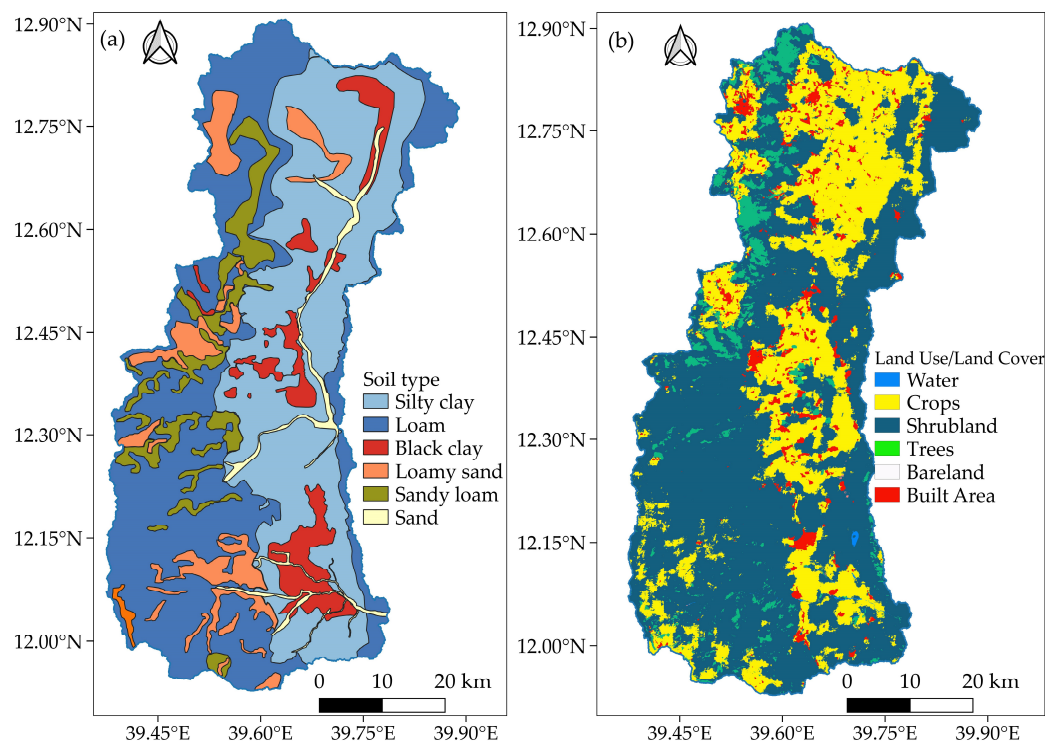 (a)
12.90°N
12.75°N
12.60°N
12.45°N
12.30°N
12.15°N
12.00°N
39.45°E
39.60°E
39.75°E
39.90°E
Soil type
Silty clay
Loam
Black clay
Loamy sand
Sandy loam
Sand
0 10 20 km
(b)
12.90°N
12.75°N
12.60°N
12.45°N
12.30°N
12.15°N
12.00°N
39.45°E
39.60°E
39.75°E
39.90°E
Land Use/Land Cover
Water
Crops
Shrubland
Trees
Bareland
Built Area
0 10 20 km